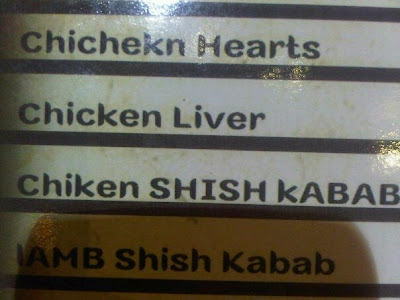 Chichekn Hearts
Chicken Liver
Chiken SHISH kABAB
lAMB Shish Kabab